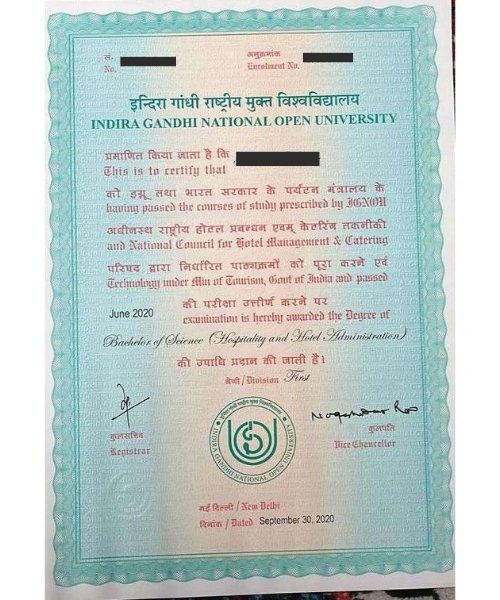 सं.
No.
अनुक्रमांक
Enrolment No.
इन्दिरा गांधी राष्ट्रीय मुक्त विश्वविद्यालय
INDIRA GANDHI NATIONAL OPEN UNIVERSITY
प्रमाणित किया जाता है कि
This is to certify that
को इग्नू तथा भारत सरकार के पर्यटन मंत्रालय के
having passed the courses of study prescribed by IGNOU
अधीनस्थ राष्ट्रीय होटल प्रबन्धन एवम् केटरिंग तकनीकी
and National Council for Hotel Management & Catering
परिषद द्वारा निर्धारित पाठ्यक्रमों को पूरा करने एवं
Technology under Min of Tourism, Govt of India and passed
June 2020 की परीक्षा उत्तीर्ण करने पर
examination is hereby awarded the Degree of
Bachelor of Science (Hospitality and Hotel Administration)
की उपाधि प्रदान की जाती है।
श्रेणी/Division First
कुलसचिव
Registrar
इन्दिरा गाँधी राष्ट्रीय मुक्त विश्वविद्यालय
INDIRA GANDHI NATIONAL OPEN UNIVERSITY
कुलपति
Vice Chancellor
नई दिल्ली / New Delhi
दिनांक / Dated September 30, 2020